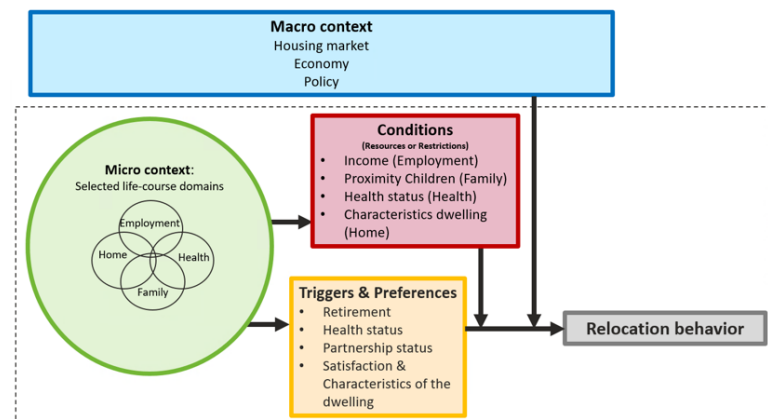 Macro context
Housing market
Economy
Policy
Micro context:
Selected life-course domains
Employment
Home
Health
Family
Conditions
(Resources or Restrictions)
• Income (Employment)
• Proximity Children (Family)
• Health status (Health)
• Characteristics dwelling
(Home)
Triggers & Preferences
• Retirement
• Health status
• Partnership status
• Satisfaction &
Characteristics of the
dwelling
Relocation behavior